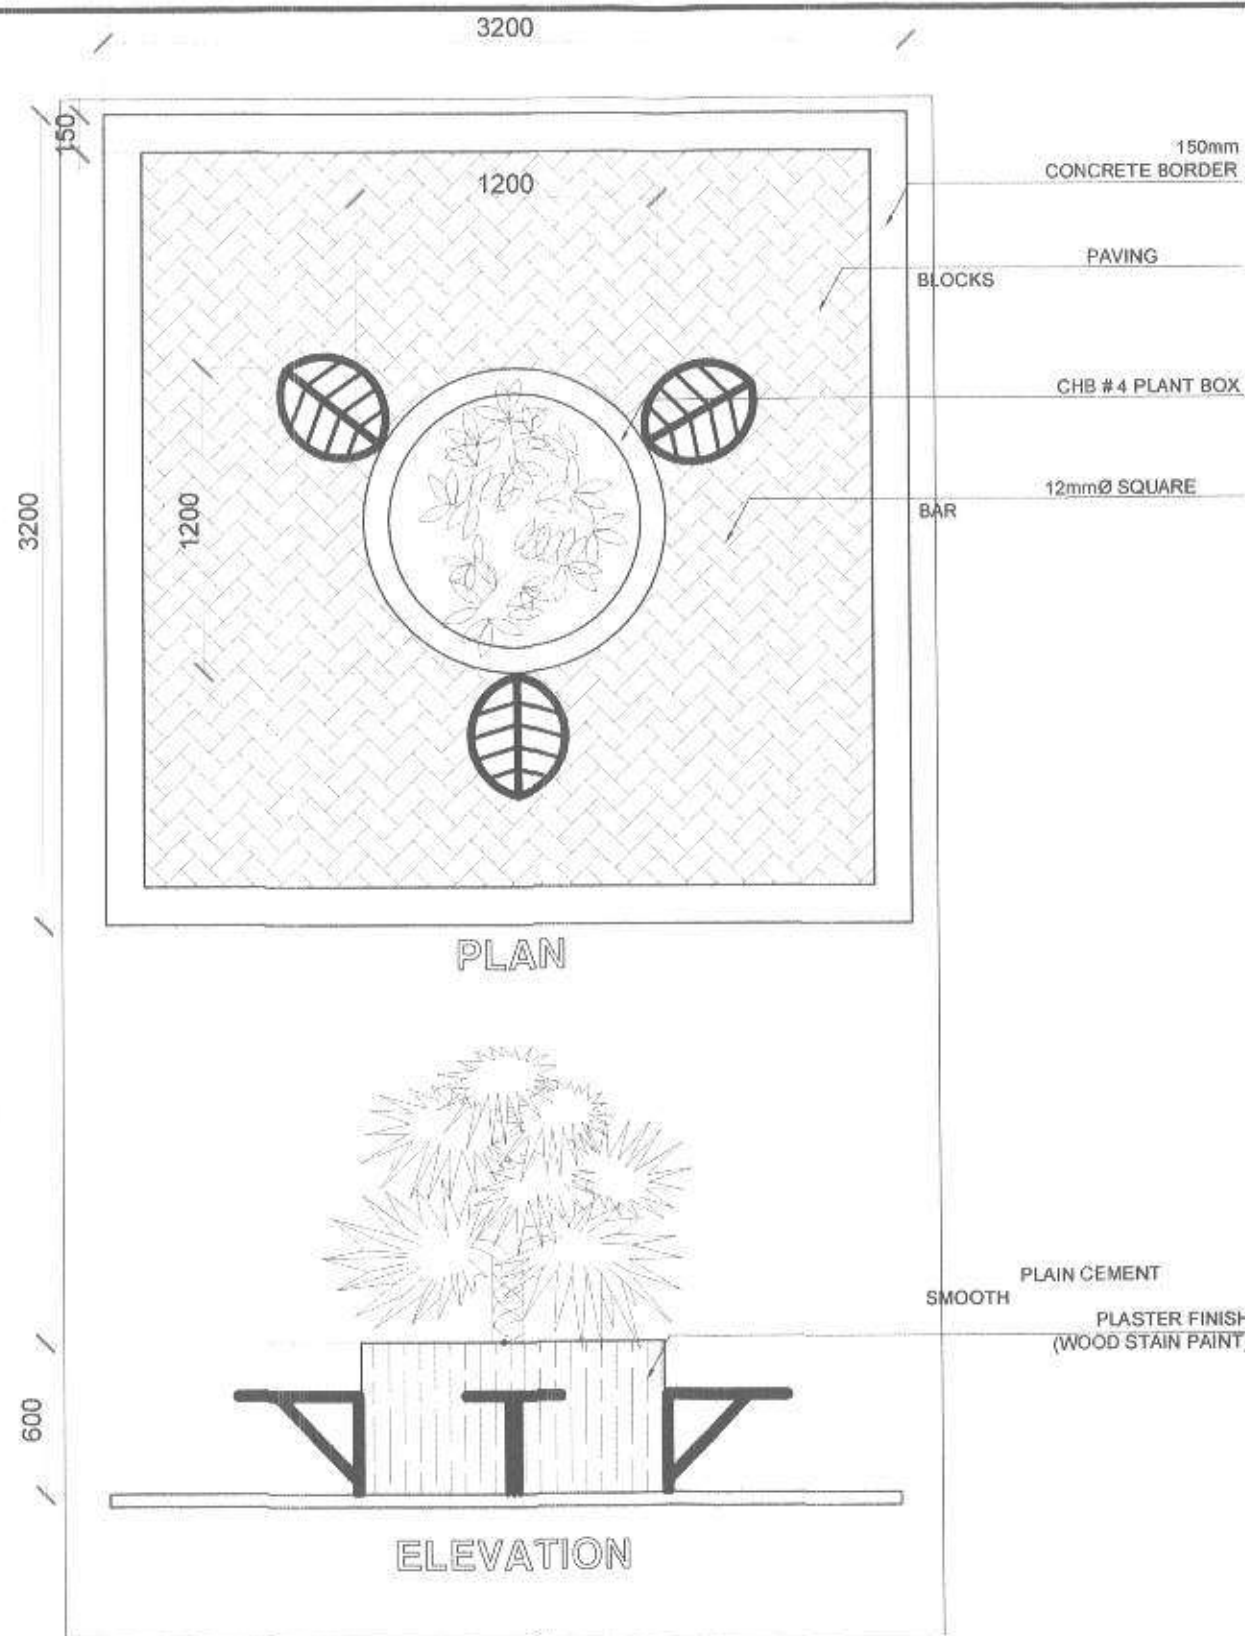 3200
150
150mm
CONCRETE BORDER
1200
PAVING
BLOCKS
CHB #4 PLANT BOX
12mmØ SQUARE
BAR
1200
3200
PLAN
PLAIN CEMENT
SMOOTH
PLASTER FINISH
(WOOD STAIN PAINT)
600
ELEVATION